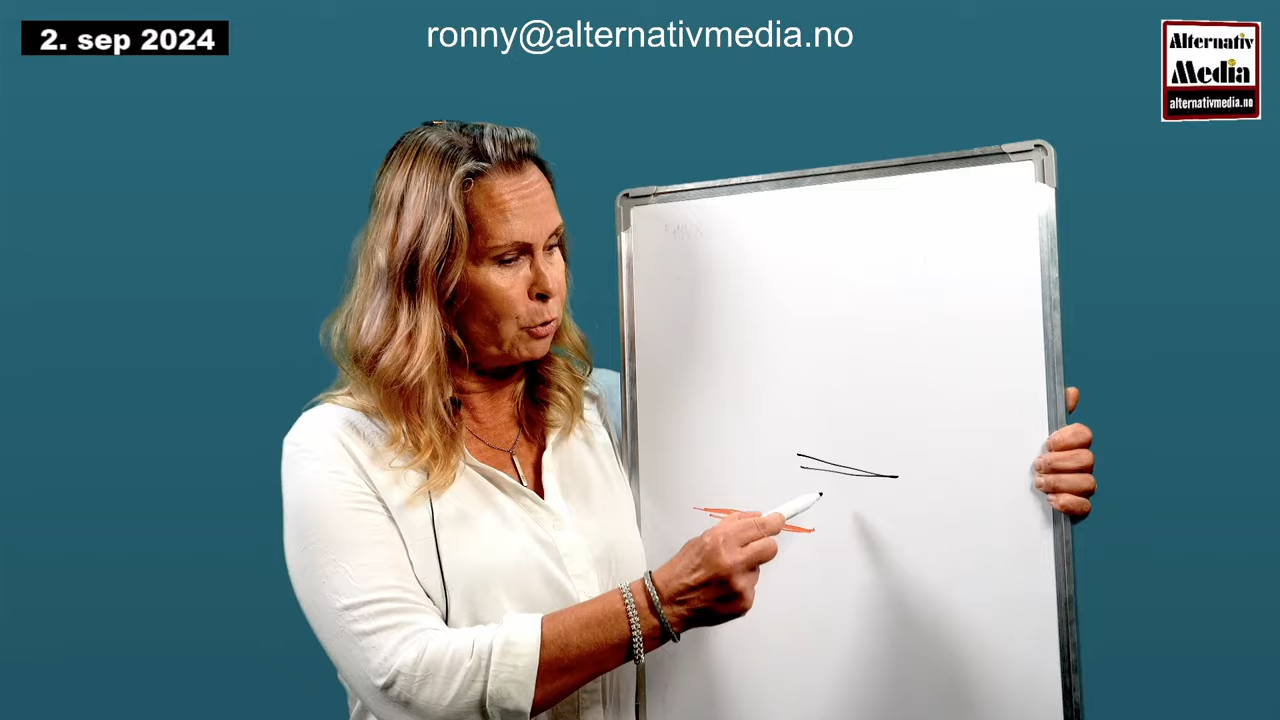 2. sep 2024
ronny@alternativmedia.no
Alternativ
Media
alternativmedia.no